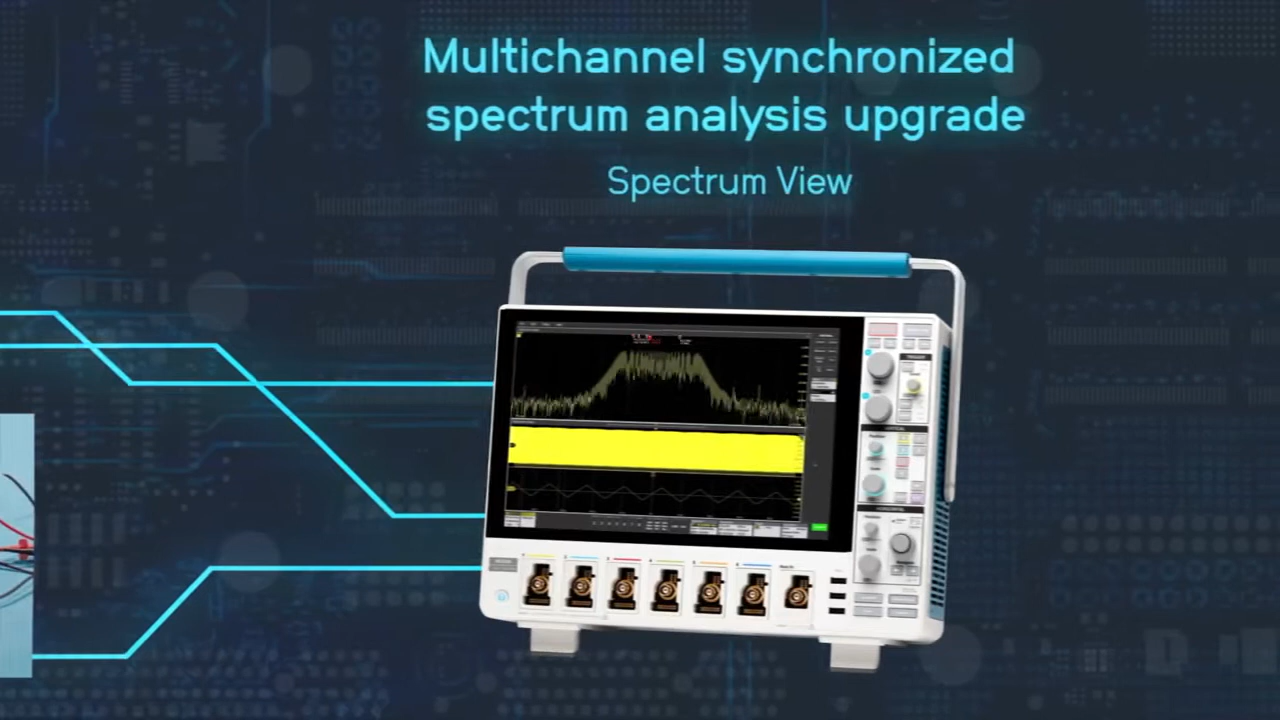 Multichannel synchronized
spectrum analysis upgrade
Spectrum View